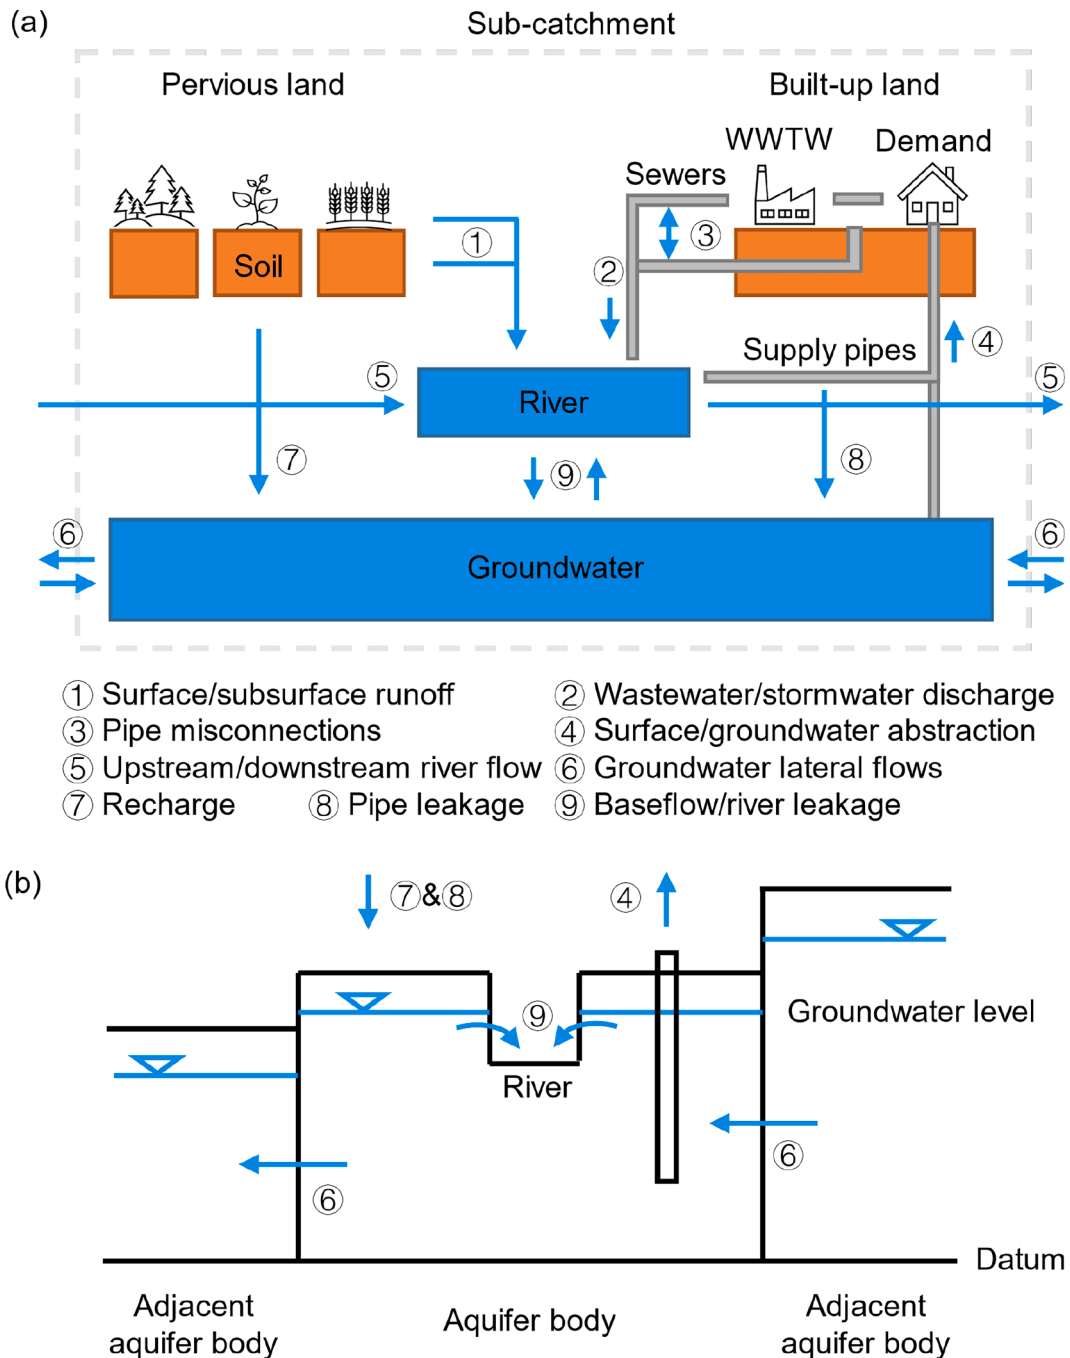 (a)
Sub-catchment
Pervious land
Built-up land
WWTW
Demand
Sewers
①
③
Soil
②
Supply pipes
④
⑤
⑤
River
⑦
⑨
⑧
⑥
⑥
Groundwater
① Surface/subsurface runoff
② Wastewater/stormwater discharge
③ Pipe misconnections
④ Surface/groundwater abstraction
⑤ Upstream/downstream river flow
⑥ Groundwater lateral flows
⑦ Recharge
⑧ Pipe leakage
⑨ Baseflow/river leakage
(b)
⑦&⑧
④
⑨
Groundwater level
River
⑥
⑥
Datum
Adjacent
aquifer body
Aquifer body
Adjacent
aquifer body